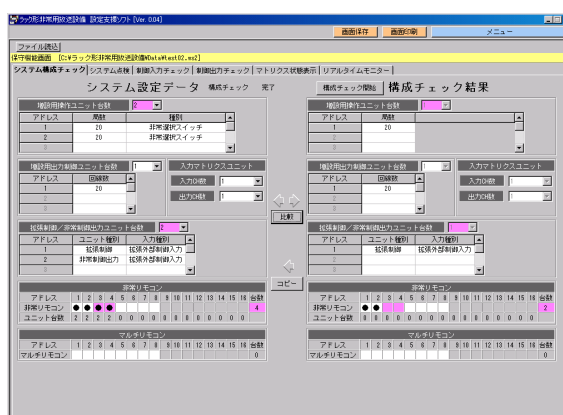 ラック形非常用放送設備 設定支援ソフト [Ver. 0.04]
画面保存 画面印刷 メニュー
ファイル読込
保守機能画面 [C:¥ラック形非常用放送設備¥Data¥test02.ms2]
システム構成チェック システム点検 制御入力チェック 制御出力チェック マトリクス状態表示 リアルタイムモニター
システム設定データ 構成チェック 完了 構成チェック開始 構成チェック結果
増設用操作ユニット台数 2
アドレス 局数 種別
1 20 非常選択スイッチ
2 20 非常選択スイッチ
3
増設用出力制御ユニット台数 1 入力マトリクスユニット
アドレス 回線数 入力CH数 1
1 20
2 出力CH数 1
3
拡張制御/非常制御出力ユニット台数 2
アドレス ユニット種別 入力種別
1 拡張制御 拡張外部制御入力
2 非常制御出力 拡張外部制御入力
3
非常リモコン
アドレス 1 2 3 4 5 6 7 8 9 10 11 12 13 14 15 16 台数
非常リモコン ● ● ● ● 4
ユニット台数 2 2 2 2 0 0 0 0 0 0 0 0 0 0 0 0
マルチリモコン
アドレス 1 2 3 4 5 6 7 8 9 10 11 12 13 14 15 16 台数
マルチリモコン 0
比較
コピー
増設用操作ユニット台数 1
アドレス 局数
1 20
2
3
増設用出力制御ユニット台数 1 入力マトリクスユニット
アドレス 回線数 入力CH数 1
1 20
2 出力CH数 1
3
拡張制御/非常制御出力ユニット台数 1
アドレス ユニット種別 入力種別
1 拡張制御 拡張外部制御入力
2
3
非常リモコン
アドレス 1 2 3 4 5 6 7 8 9 10 11 12 13 14 15 16 台数
非常リモコン ● ● 2
ユニット台数 0 0 0 0 0 0 0 0 0 0 0 0 0 0 0 0
マルチリモコン
アドレス 1 2 3 4 5 6 7 8 9 10 11 12 13 14 15 16 台数
マルチリモコン 0